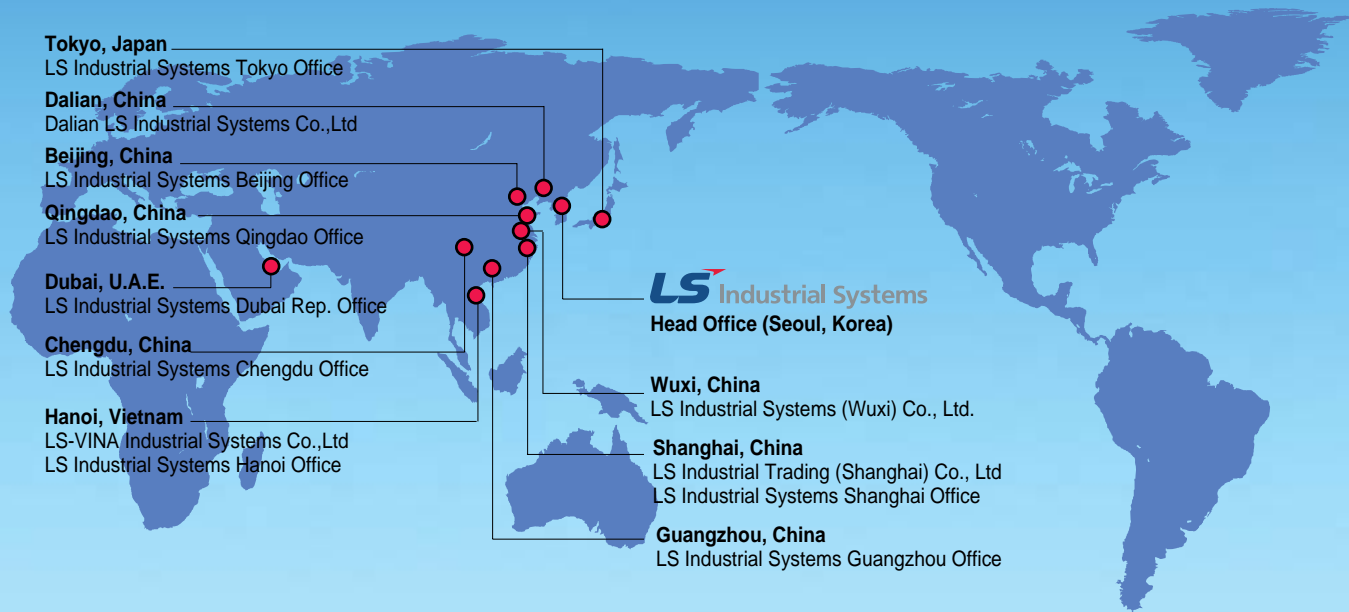 Tokyo, Japan
LS Industrial Systems Tokyo Office
Dalian, China
Dalian LS Industrial Systems Co.,Ltd
Beijing, China
LS Industrial Systems Beijing Office
Qingdao, China
LS Industrial Systems Qingdao Office
Dubai, U.A.E.
LS Industrial Systems Dubai Rep. Office
Chengdu, China
LS Industrial Systems Chengdu Office
Hanoi, Vietnam
LS-VINA Industrial Systems Co.,Ltd
LS Industrial Systems Hanoi Office
LS Industrial Systems
Head Office (Seoul, Korea)
Wuxi, China
LS Industrial Systems (Wuxi) Co., Ltd.
Shanghai, China
LS Industrial Trading (Shanghai) Co., Ltd
LS Industrial Systems Shanghai Office
Guangzhou, China
LS Industrial Systems Guangzhou Office